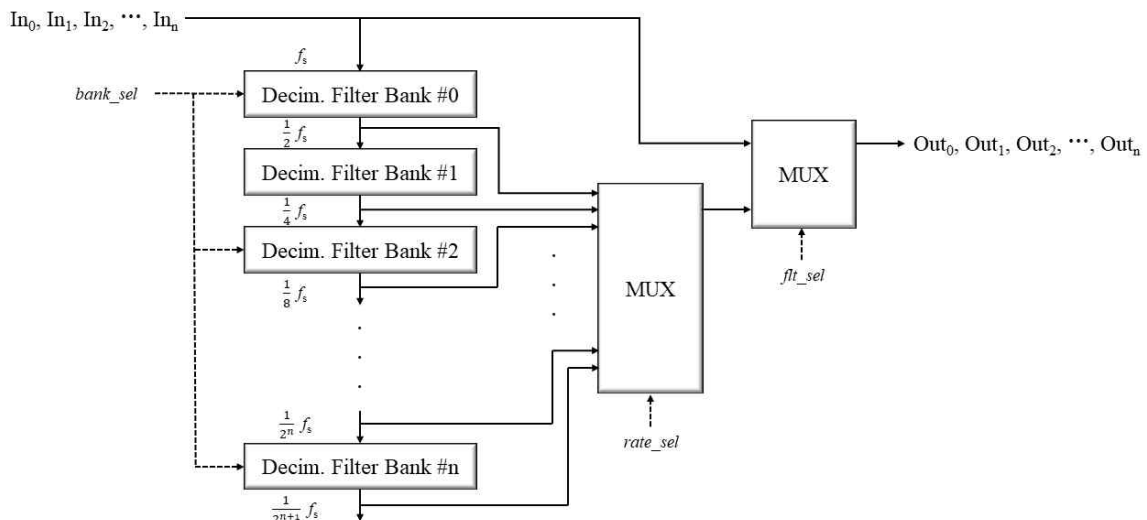 In₀, In₁, In₂, ···, Inₙ
fₛ
bank_sel
Decim. Filter Bank #0
1/2 fₛ
Decim. Filter Bank #1
1/4 fₛ
Decim. Filter Bank #2
1/8 fₛ
1/2ⁿ fₛ
Decim. Filter Bank #n
1/2ⁿ⁺¹ fₛ
MUX
rate_sel
MUX
flt_sel
Out₀, Out₁, Out₂, ···, Outₙ